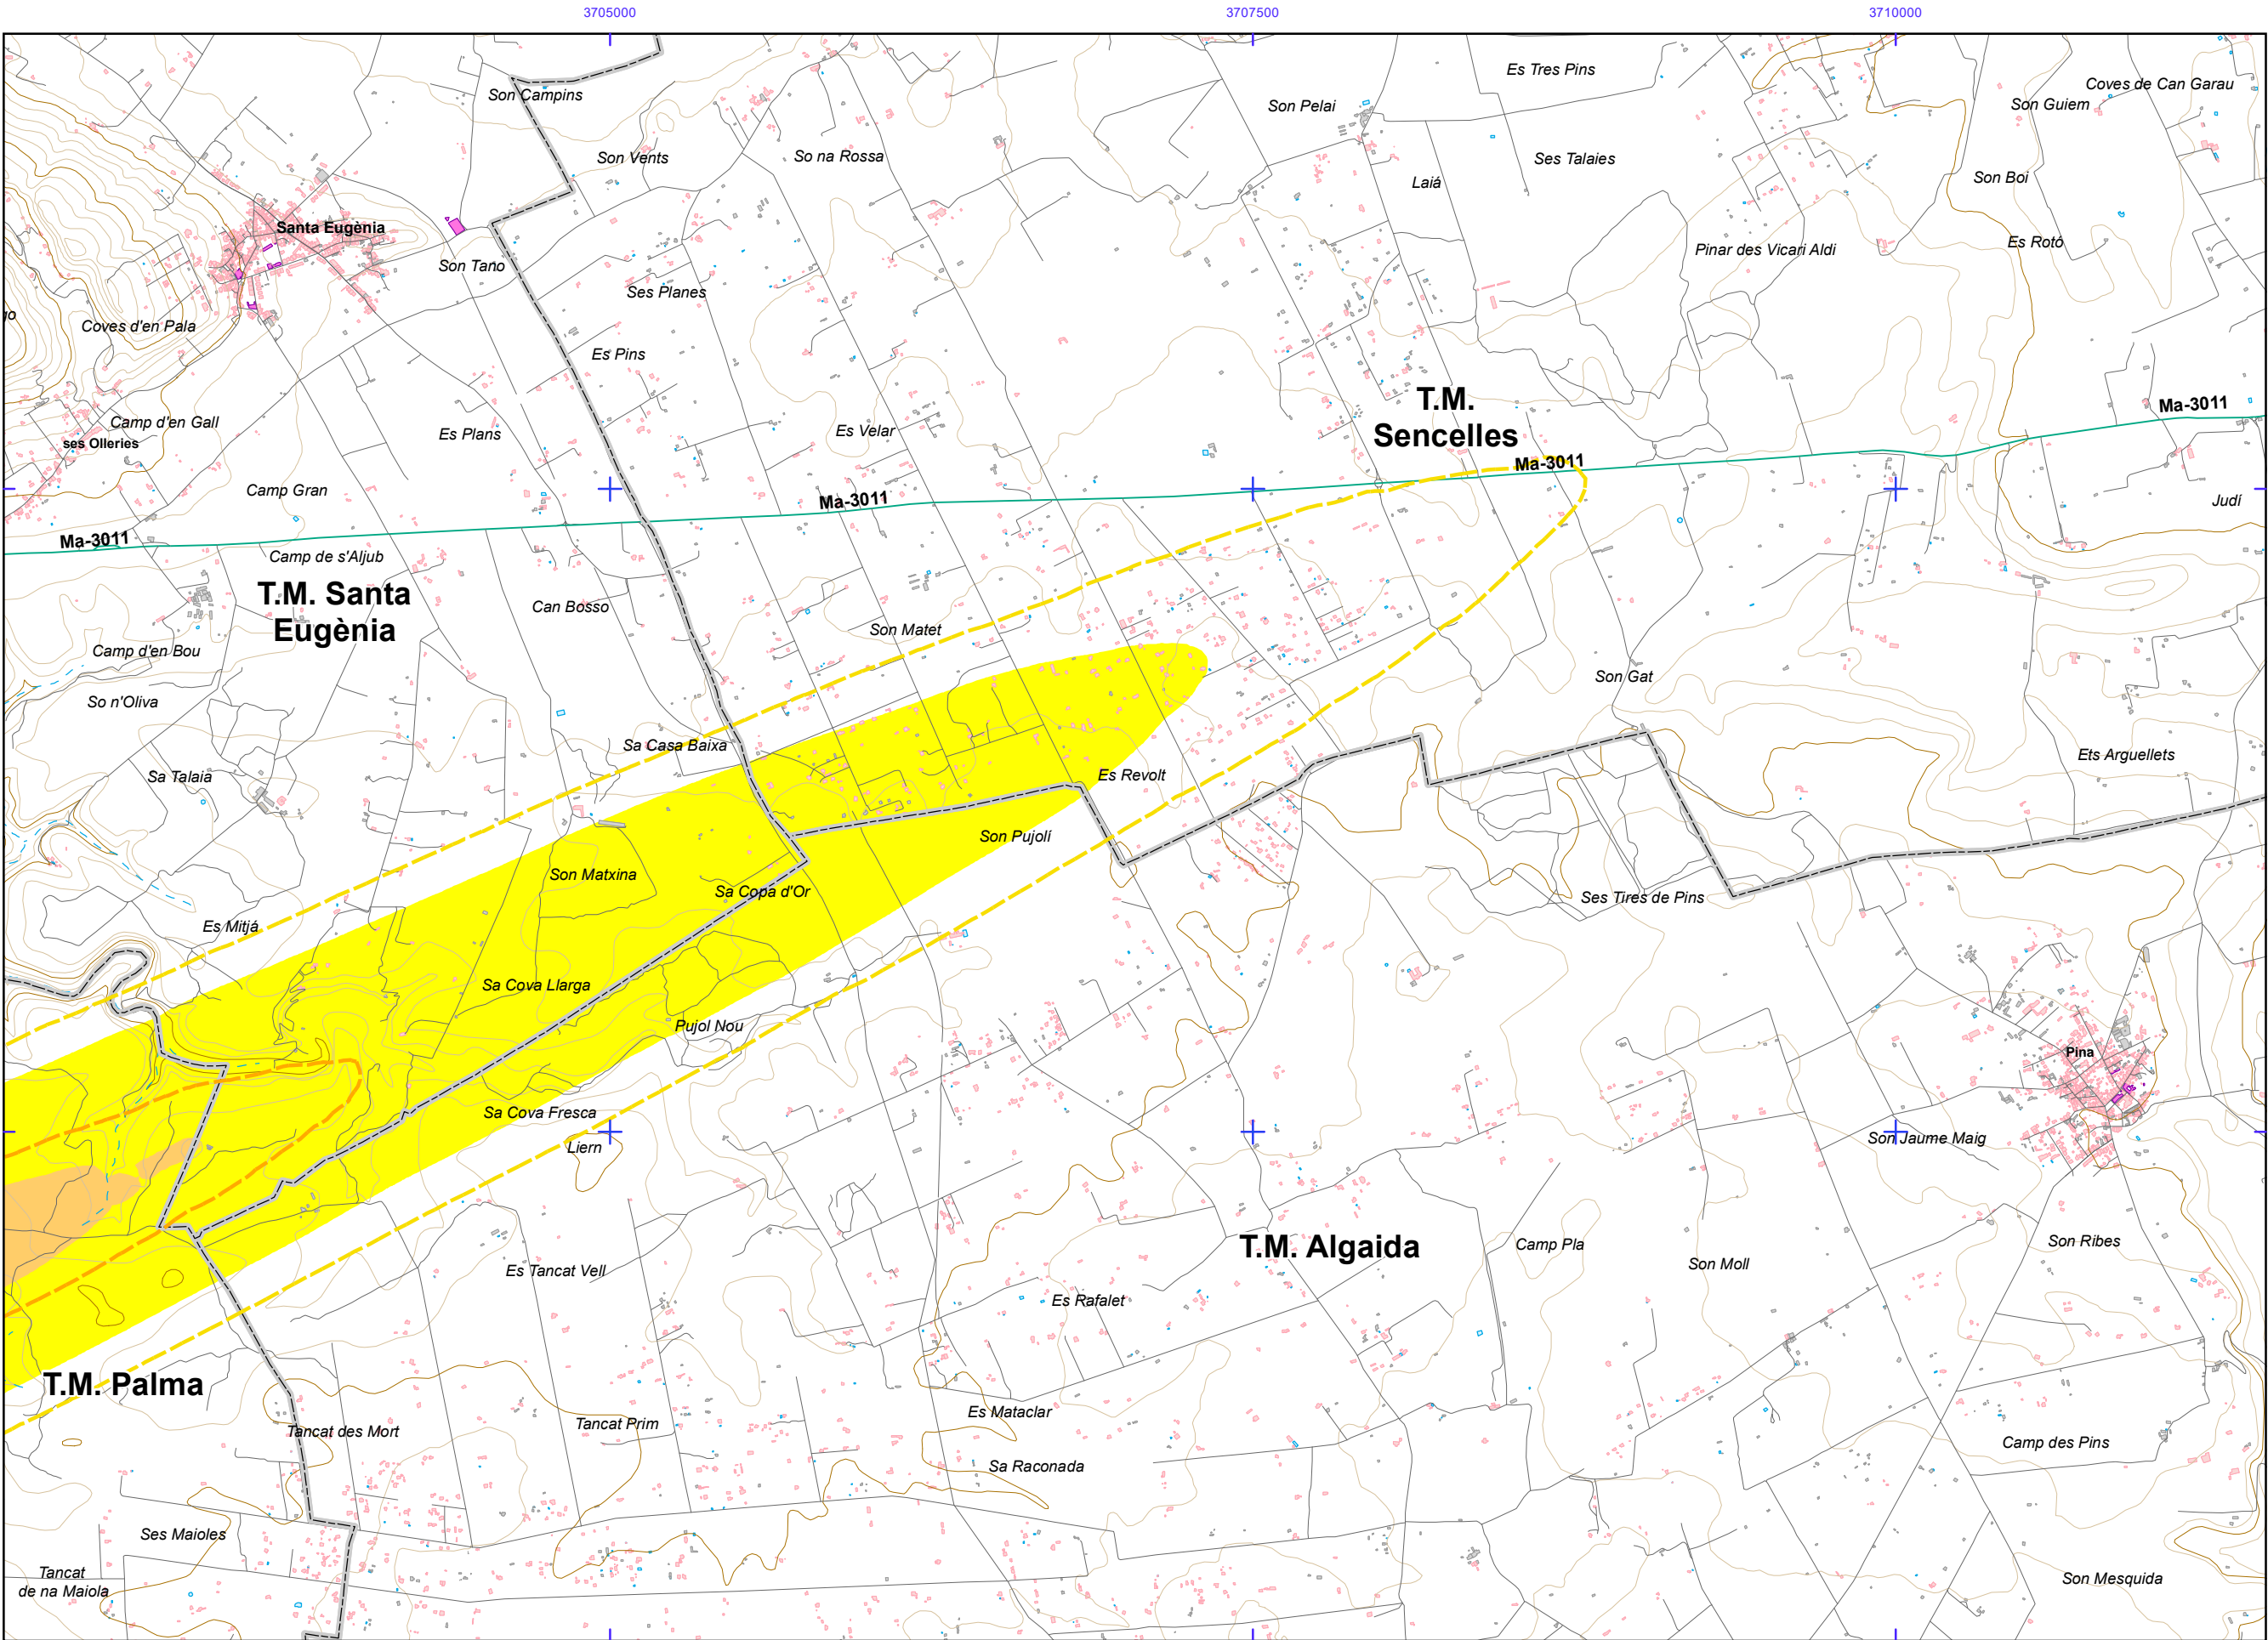 3705000
3707500
3710000
Es Tres Pins
Coves de Can Garau
Son Campins
Son Pelai
Son Guiem
Son Vents
So na Rossa
Ses Talaies
Laiá
Son Boi
Santa Eugènia
Es Rotó
Pinar des Vicari Aldi
Son Tano
Ses Planes
go
Coves d'en Pala
Es Pins
T.M.
Sencelles
Ma-3011
Camp d'en Gall
ses Olleries
Es Plans
Es Velar
Ma-3011
Camp Gran
Ma-3011
Judí
Ma-3011
Camp de s'Aljub
T.M. Santa
Eugènia
Can Bosso
Son Matet
Camp d'en Bou
Son Gat
So n'Oliva
Sa Casa Baixa
Ets Arguellets
Sa Talaia
Es Revolt
Son Pujolí
Son Matxina
Sa Copa d'Or
Ses Tires de Pins
Es Mitjá
Sa Cova Llarga
Pujol Nou
Pina
Sa Cova Fresca
Liern
Son Jaume Maig
T.M. Algaida
Camp Pla
Son Ribes
Son Moll
Es Tancat Vell
Es Rafalet
T.M. Palma
Es Mataclar
Tancat Prim
Tancat des Mort
Camp des Pins
Sa Raconada
Ses Maioles
Tancat
de na Maiola
Son Mesquida